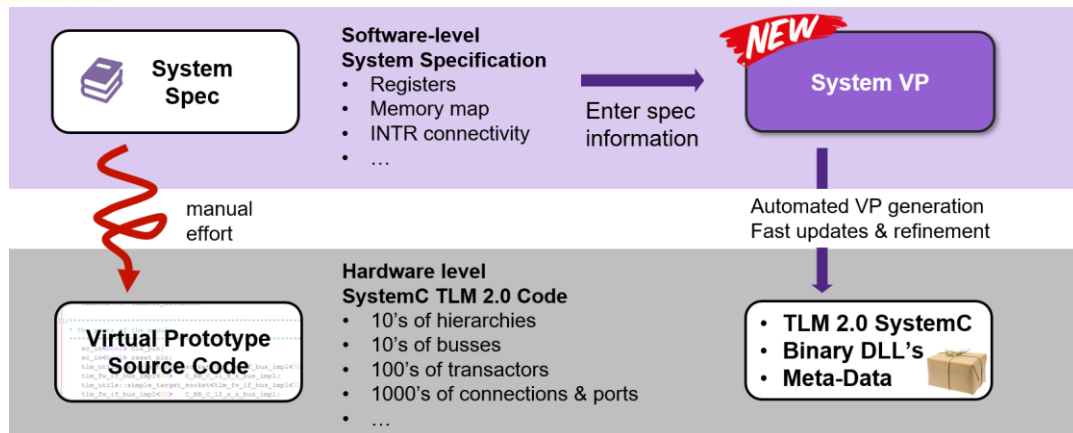 System
Spec
Software-level
System Specification
• Registers
• Memory map
• INTR connectivity
• …
Enter spec
information
NEW
System VP
manual
effort
Automated VP generation
Fast updates & refinement
Virtual Prototype
Source Code
Hardware level
SystemC TLM 2.0 Code
• 10's of hierarchies
• 10's of busses
• 100's of transactors
• 1000's of connections & ports
• …
• TLM 2.0 SystemC
• Binary DLL's
• Meta-Data